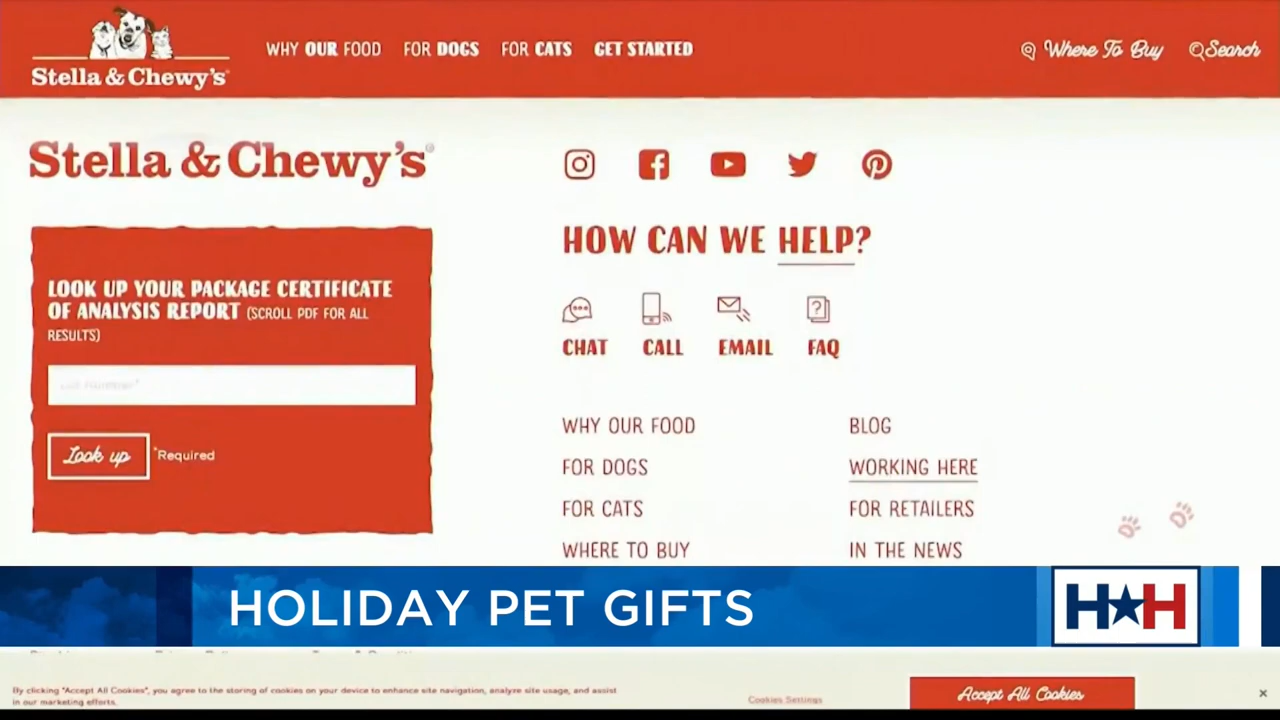 Stella & Chewy's
WHY OUR FOOD
FOR DOGS
FOR CATS
GET STARTED
Where To Buy
Search
Stella & Chewy's®
LOOK UP YOUR PACKAGE CERTIFICATE
OF ANALYSIS REPORT (SCROLL PDF FOR ALL
RESULTS)
Lot Number*
Look up
*Required
HOW CAN WE HELP?
CHAT
CALL
EMAIL
FAQ
WHY OUR FOOD
FOR DOGS
FOR CATS
WHERE TO BUY
BLOG
WORKING HERE
FOR RETAILERS
IN THE NEWS
HOLIDAY PET GIFTS
H★H
By clicking "Accept All Cookies", you agree to the storing of cookies on your device to enhance site navigation, analyze site usage, and assist
in our marketing efforts.
Cookies Settings
Accept All Cookies